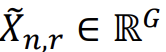 X̃ₙ,ᵣ ∈ ℝᴳ